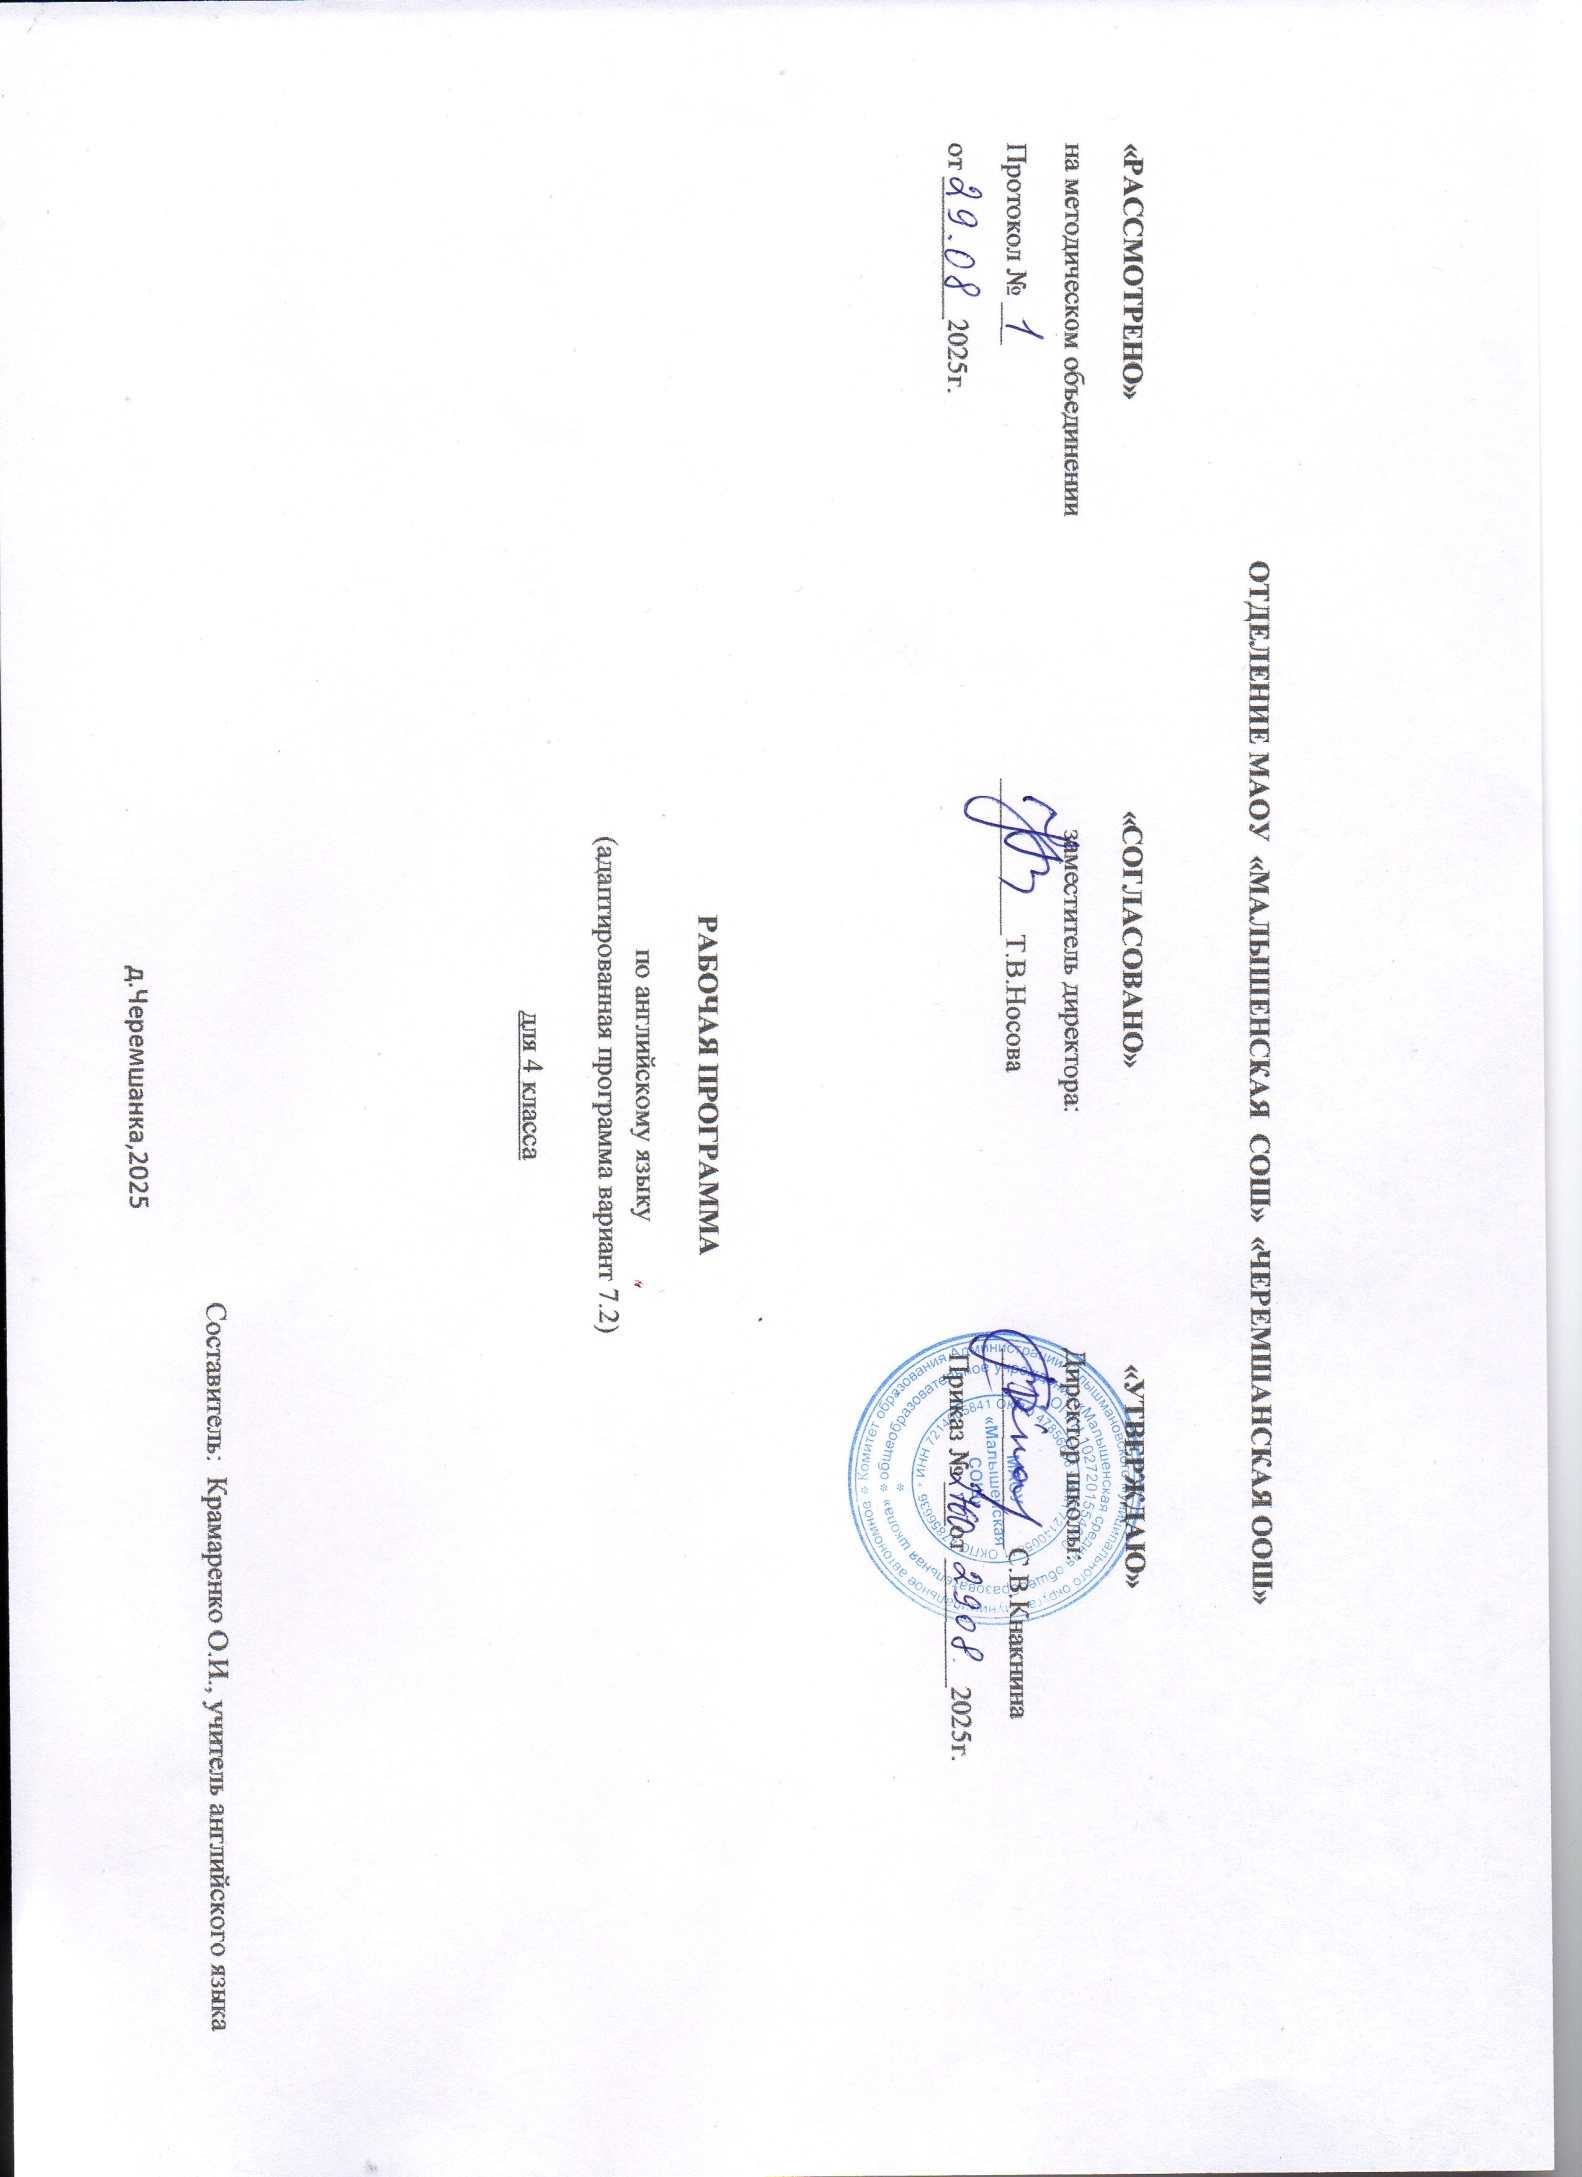 ОТДЕЛЕНИЕ МАОУ «МАЛЫШЕНСКАЯ СОШ» «ЧЕРЕМШАНСКАЯ ООШ»
«РАССМОТРЕНО» «СОГЛАСОВАНО» «УТВЕРЖДАЮ»
на методическом объединении заместитель директора: Директор школы:
Протокол № 1 Т.В.Носова С.В.Кнакнина
от 29.08 2025г. Приказ № от 29 08. 2025г.
«Малышенская
РАБОЧАЯ ПРОГРАММА
по английскому языку
(адаптированная программа вариант 7.2)
для 4 класса
Составитель: Крамаренко О.И., учитель английского языка
д.Черемшанка,2025